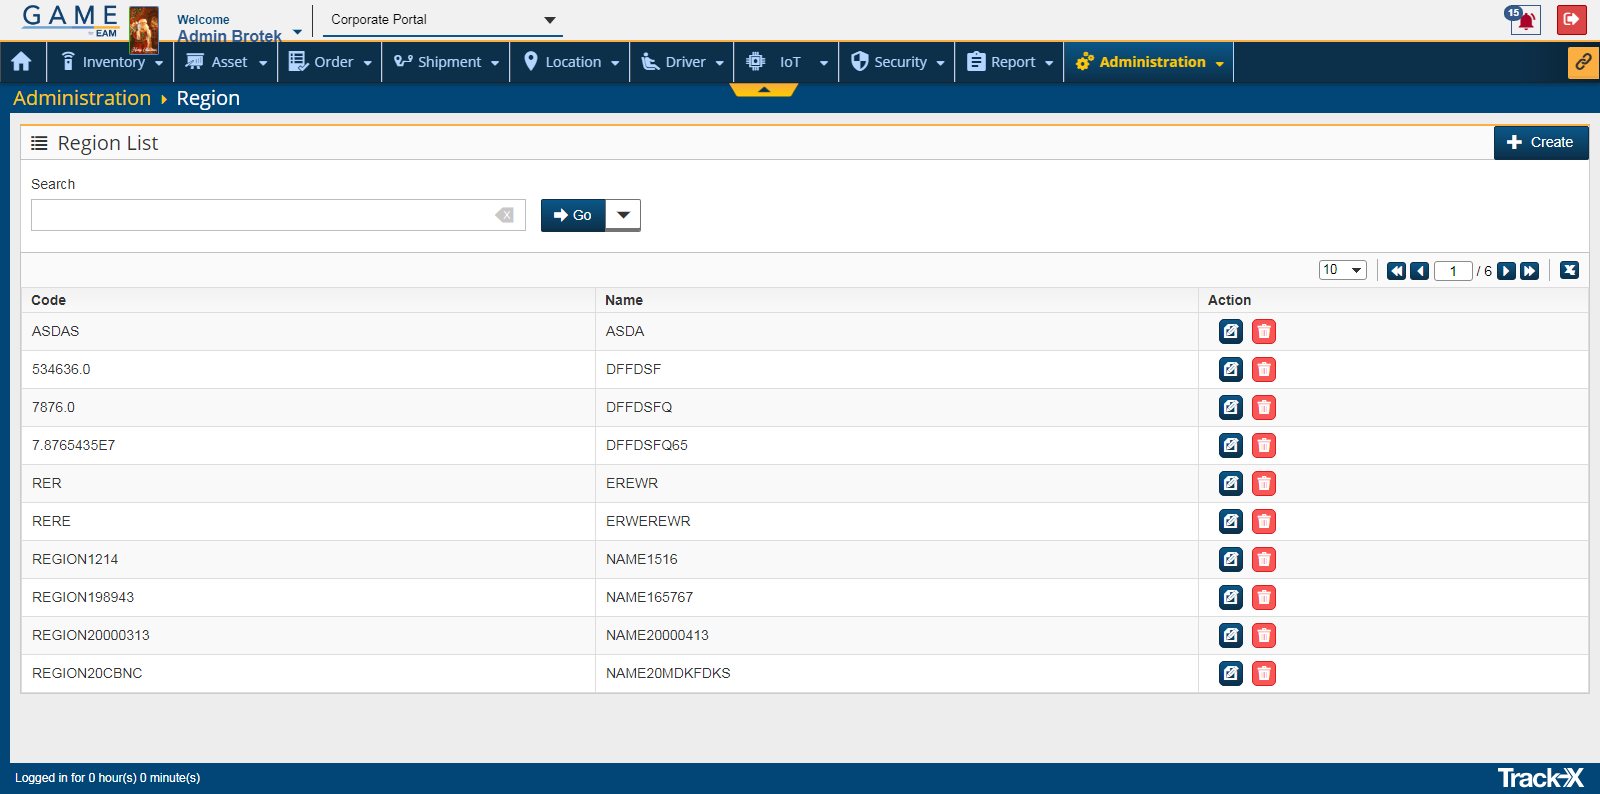 GAME
by EAM
Welcome
Admin Brotek
Corporate Portal
15
Inventory
Asset
Order
Shipment
Location
Driver
IoT
Security
Report
Administration
Administration
Region
Region List
Create
Search
Go
10
1 / 6
Code Name Action
ASDAS ASDA
534636.0 DFFDSF
7876.0 DFFDSFQ
7.8765435E7 DFFDSFQ65
RER EREWR
RERE ERWEREWR
REGION1214 NAME1516
REGION198943 NAME165767
REGION20000313 NAME20000413
REGION20CBNC NAME20MDKFDKS
Logged in for 0 hour(s) 0 minute(s)
Track-X